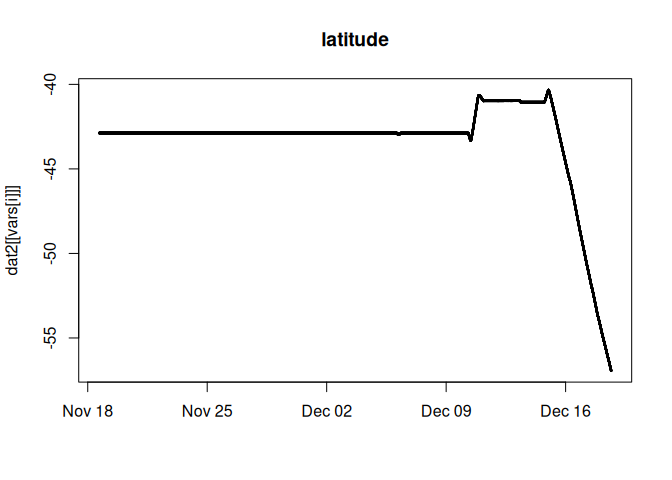 latitude
dat2[[vars[i]]]
-40
-45
-50
-55
Nov 18
Nov 25
Dec 02
Dec 09
Dec 16